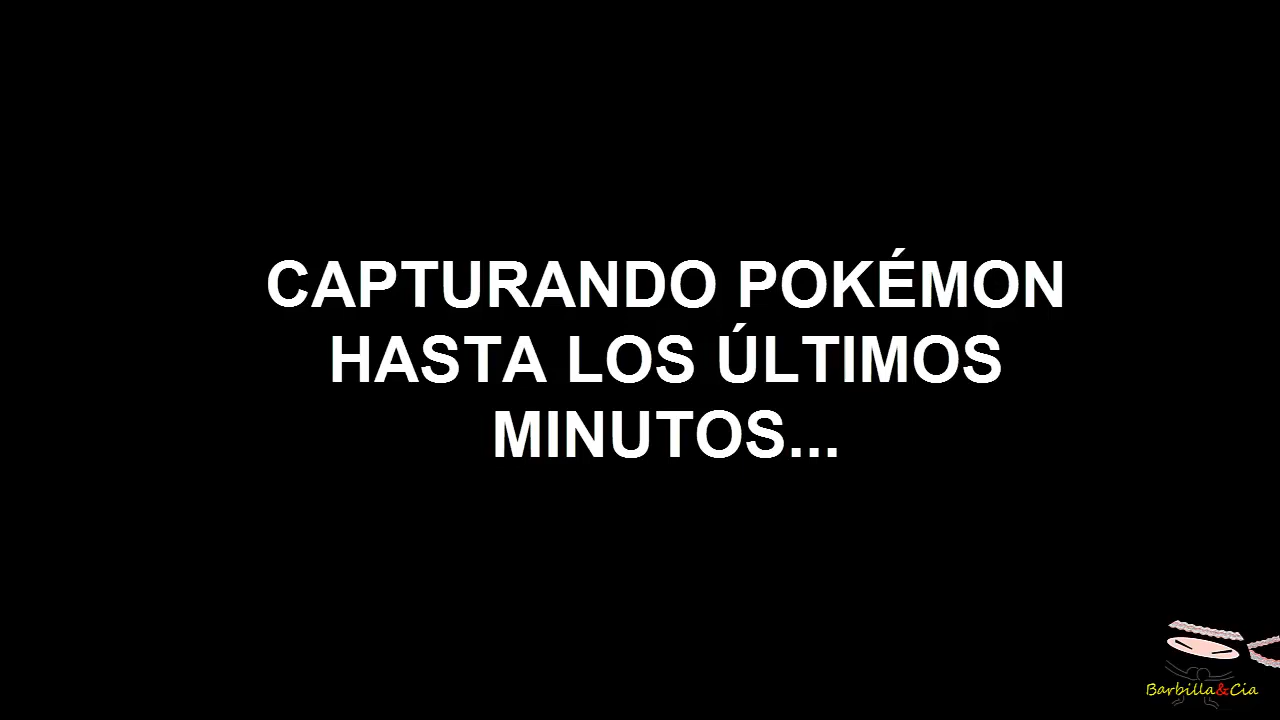 CAPTURANDO POKÉMON
HASTA LOS ÚLTIMOS
MINUTOS...
Barbilla&Cia